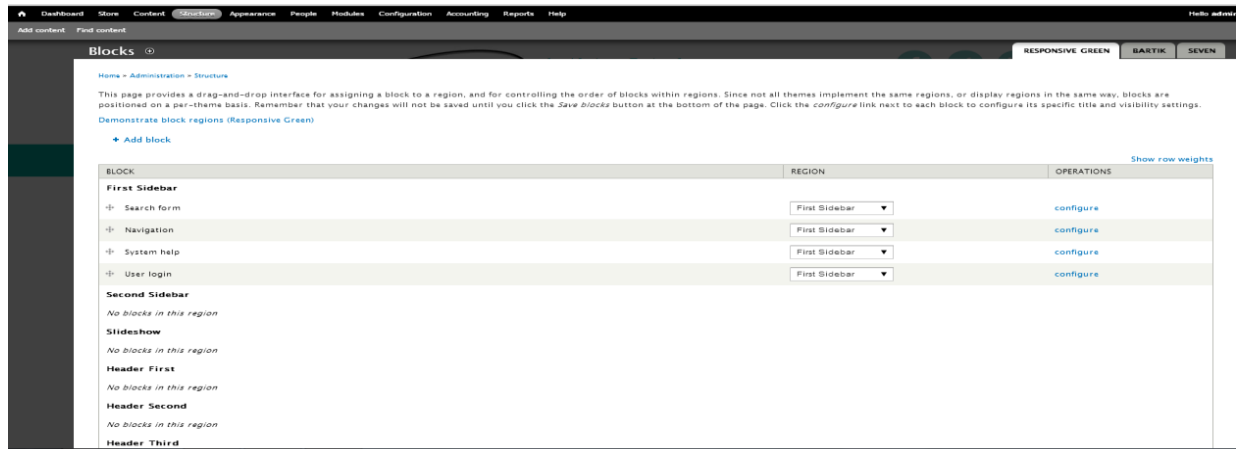 Dashboard Store Content Structure Appearance People Modules Configuration Accounting Reports Help Hello admin
Add content Find content
Blocks RESPONSIVE GREEN BARTIK SEVEN
Home » Administration » Structure
This page provides a drag-and-drop interface for assigning a block to a region, and for controlling the order of blocks within regions. Since not all themes implement the same regions, or display regions in the same way, blocks are
positioned on a per-theme basis. Remember that your changes will not be saved until you click the Save blocks button at the bottom of the page. Click the configure link next to each block to configure its specific title and visibility settings.
Demonstrate block regions (Responsive Green)
+ Add block
Show row weights
BLOCK REGION OPERATIONS
First Sidebar
Search form First Sidebar configure
Navigation First Sidebar configure
System help First Sidebar configure
User login First Sidebar configure
Second Sidebar
No blocks in this region
Slideshow
No blocks in this region
Header First
No blocks in this region
Header Second
No blocks in this region
Header Third